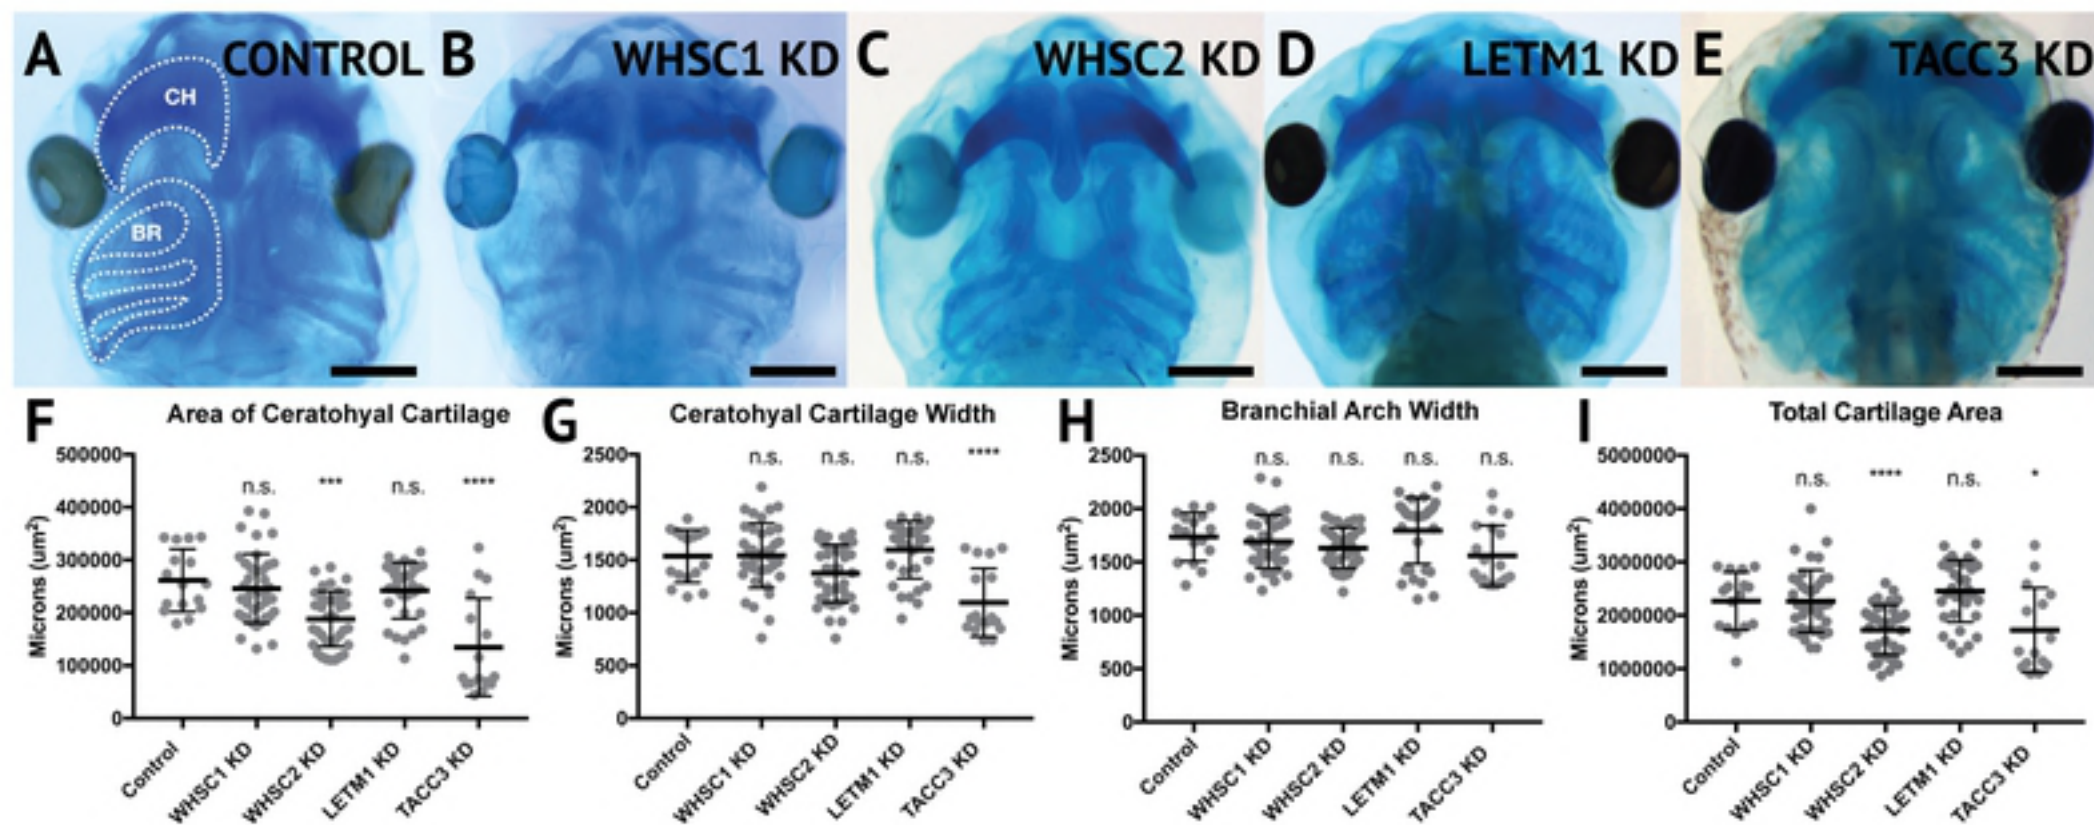 A CONTROL B WHSC1 KD C WHSC2 KD D LETM1 KD E TACC3 KD
CH
BR
F Area of Ceratohyal Cartilage
Microns (um²)
500000
400000
300000
200000
100000
0
n.s. *** n.s. ****
Control WHSC1 KD WHSC2 KD LETM1 KD TACC3 KD
G Ceratohyal Cartilage Width
Microns (um²)
2500
2000
1500
1000
500
0
n.s. n.s. n.s. ****
Control WHSC1 KD WHSC2 KD LETM1 KD TACC3 KD
H Branchial Arch Width
Microns (um²)
2500
2000
1500
1000
500
0
n.s. n.s. n.s. n.s.
Control WHSC1 KD WHSC2 KD LETM1 KD TACC3 KD
I Total Cartilage Area
Microns (um²)
5000000
4000000
3000000
2000000
1000000
0
n.s. **** n.s. *
Control WHSC1 KD WHSC2 KD LETM1 KD TACC3 KD